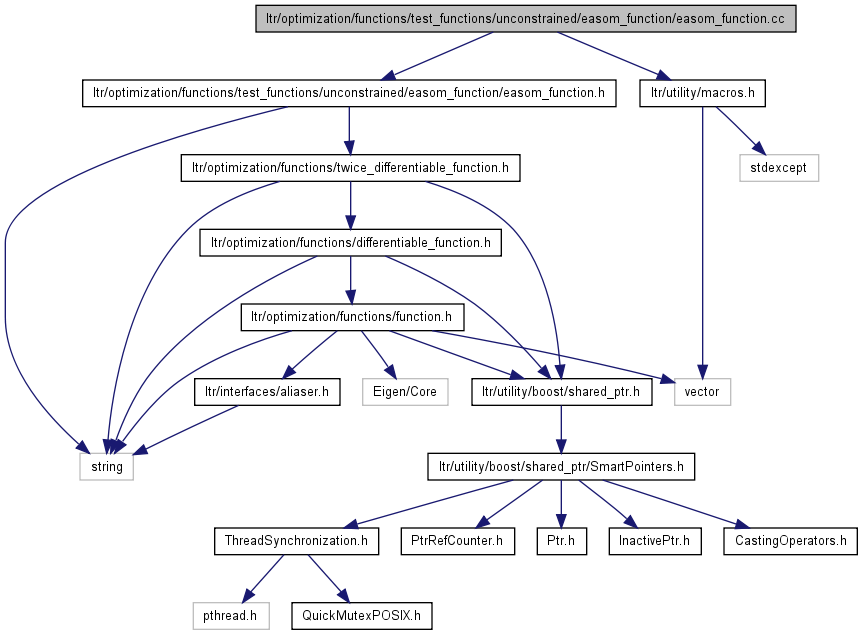 ltr/optimization/functions/test_functions/unconstrained/easom_function/easom_function.cc
ltr/optimization/functions/test_functions/unconstrained/easom_function/easom_function.h
ltr/utility/macros.h
ltr/optimization/functions/twice_differentiable_function.h
stdexcept
ltr/optimization/functions/differentiable_function.h
ltr/optimization/functions/function.h
ltr/interfaces/aliaser.h
Eigen/Core
ltr/utility/boost/shared_ptr.h
vector
string
ltr/utility/boost/shared_ptr/SmartPointers.h
ThreadSynchronization.h
PtrRefCounter.h
Ptr.h
InactivePtr.h
CastingOperators.h
pthread.h
QuickMutexPOSIX.h